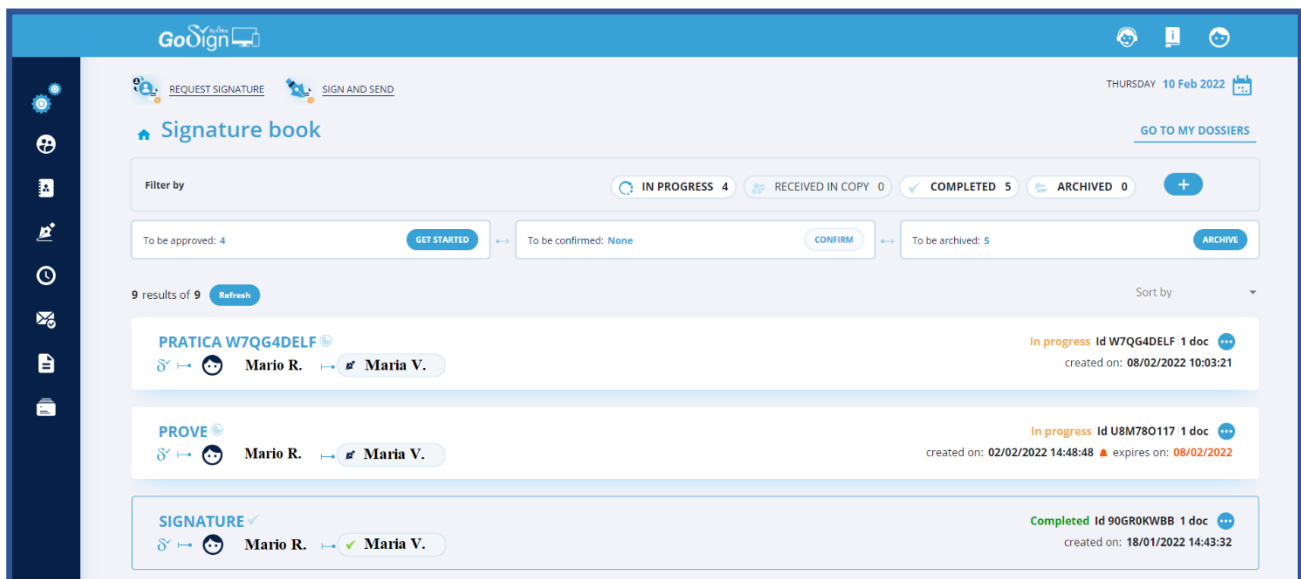 GoSign
REQUEST SIGNATURE SIGN AND SEND THURSDAY 10 Feb 2022
Signature book GO TO MY DOSSIERS
Filter by IN PROGRESS 4 RECEIVED IN COPY 0 COMPLETED 5 ARCHIVED 0 +
To be approved: 4 GET STARTED To be confirmed: None CONFIRM To be archived: 5 ARCHIVE
9 results of 9 Refresh Sort by
PRATICA W7QG4DELF In progress Id W7QG4DELF 1 doc
Mario R. Maria V. created on: 08/02/2022 10:03:21
PROVE In progress Id U8M78O117 1 doc
Mario R. Maria V. created on: 02/02/2022 14:48:48 expires on: 08/02/2022
SIGNATURE Completed Id 90GR0KWBB 1 doc
Mario R. Maria V. created on: 18/01/2022 14:43:32